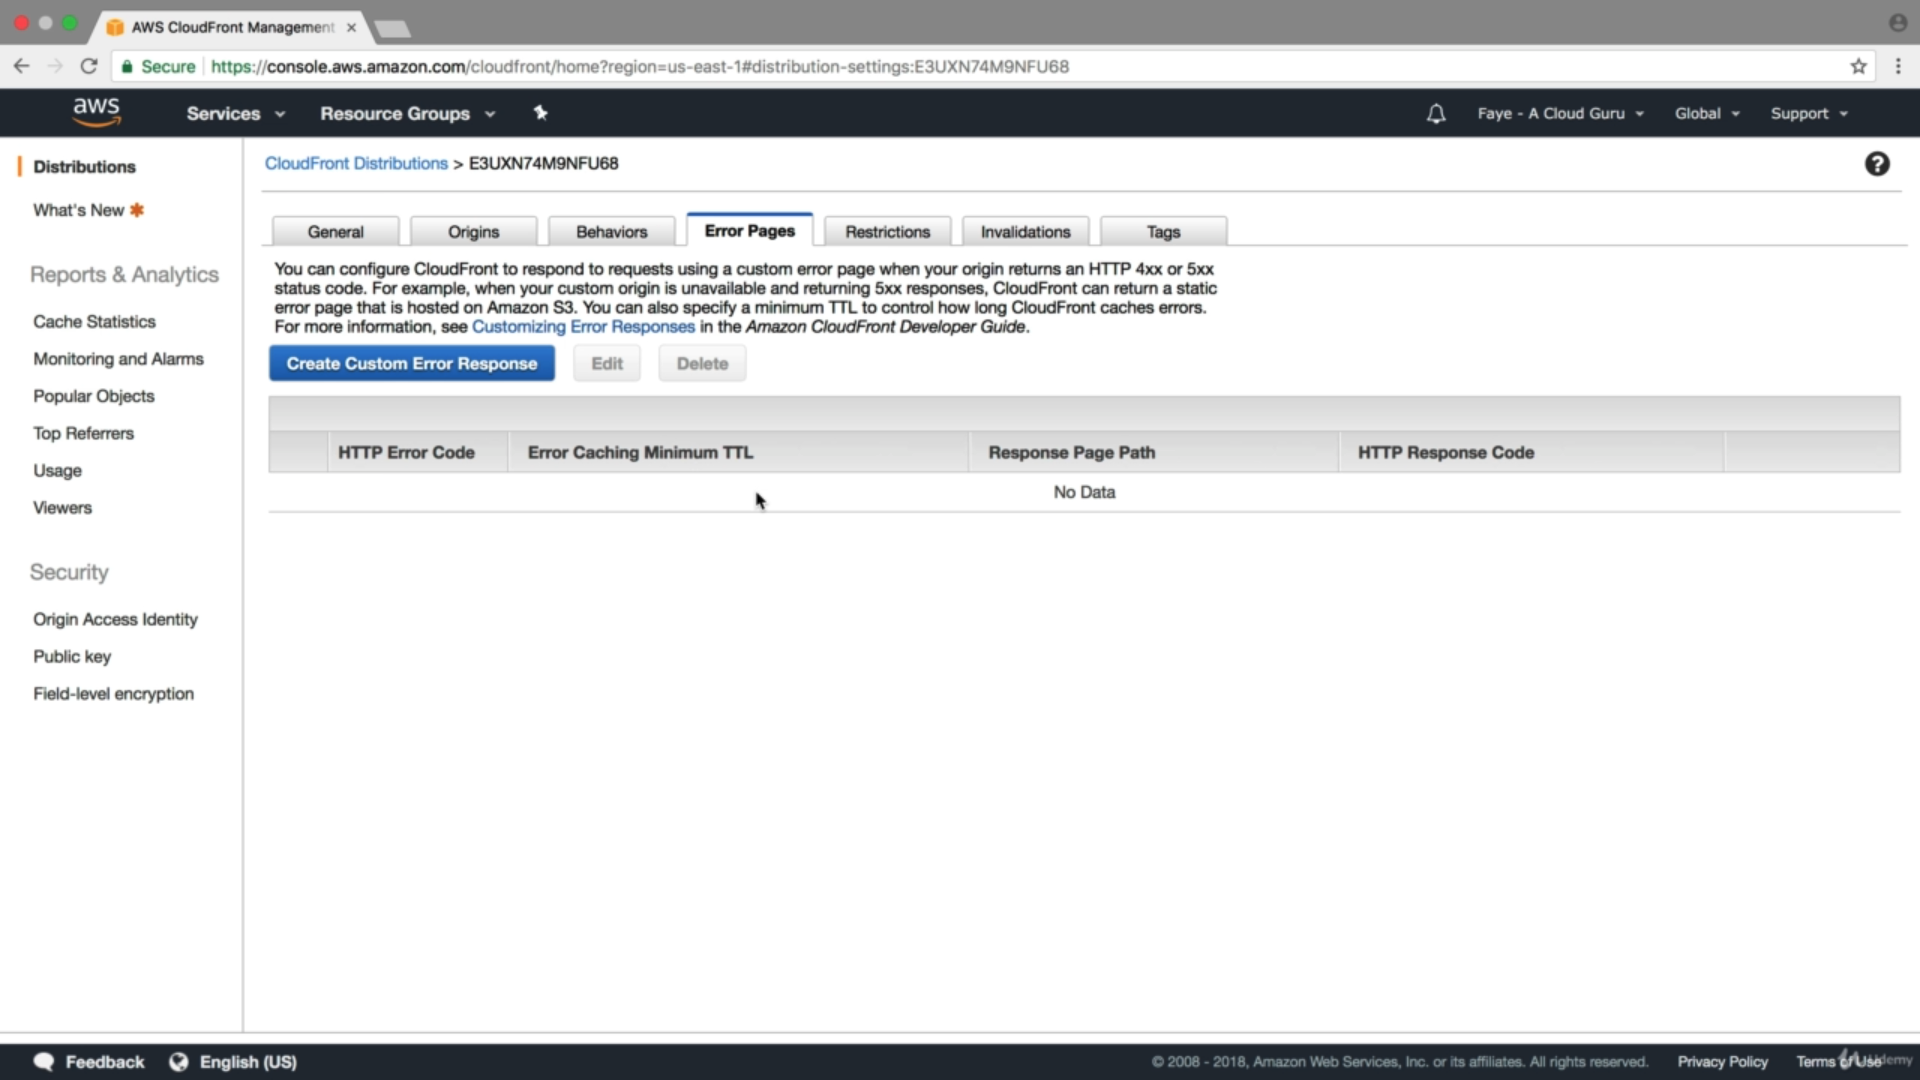 AWS CloudFront Management
Secure https://console.aws.amazon.com/cloudfront/home?region=us-east-1#distribution-settings:E3UXN74M9NFU68
aws Services Resource Groups Faye - A Cloud Guru Global Support
Distributions
What's New
Reports & Analytics
Cache Statistics
Monitoring and Alarms
Popular Objects
Top Referrers
Usage
Viewers
Security
Origin Access Identity
Public key
Field-level encryption
CloudFront Distributions > E3UXN74M9NFU68
General Origins Behaviors Error Pages Restrictions Invalidations Tags
You can configure CloudFront to respond to requests using a custom error page when your origin returns an HTTP 4xx or 5xx
status code. For example, when your custom origin is unavailable and returning 5xx responses, CloudFront can return a static
error page that is hosted on Amazon S3. You can also specify a minimum TTL to control how long CloudFront caches errors.
For more information, see Customizing Error Responses in the Amazon CloudFront Developer Guide.
Create Custom Error Response Edit Delete
HTTP Error Code Error Caching Minimum TTL Response Page Path HTTP Response Code
No Data
Feedback English (US) © 2008 - 2018, Amazon Web Services, Inc. or its affiliates. All rights reserved. Privacy Policy Terms of Use